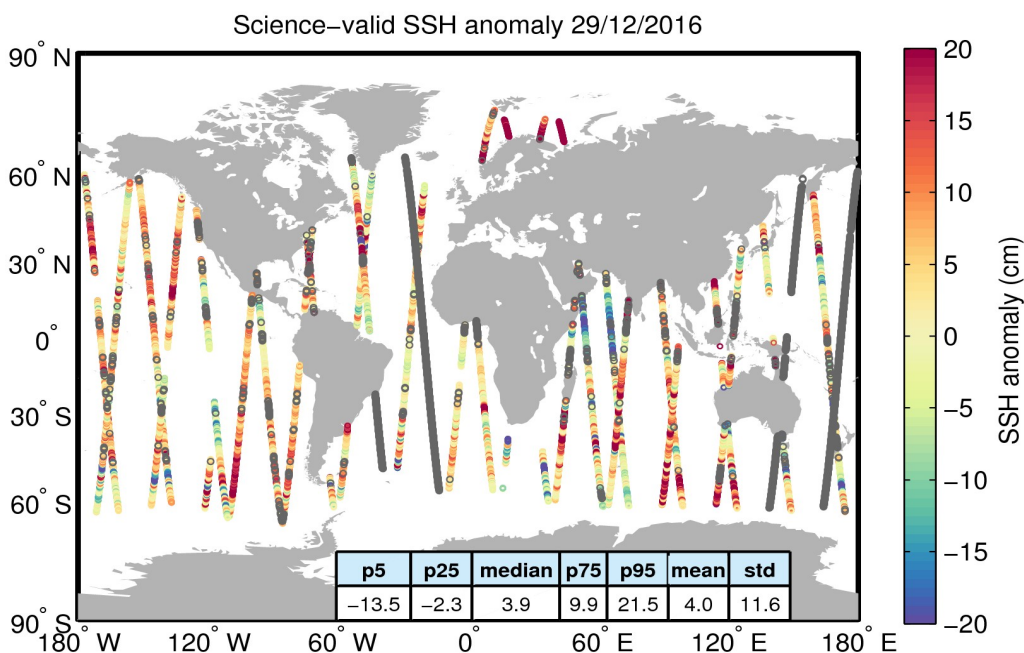 Science−valid SSH anomaly 29/12/2016
90° N
60° N
30° N
0°
30° S
60° S
90° S
180° W
120° W
60° W
0°
60° E
120° E
180° E
p5 p25 median p75 p95 mean std
−13.5 −2.3 3.9 9.9 21.5 4.0 11.6
20
15
10
5
0
−5
−10
−15
−20
SSH anomaly (cm)